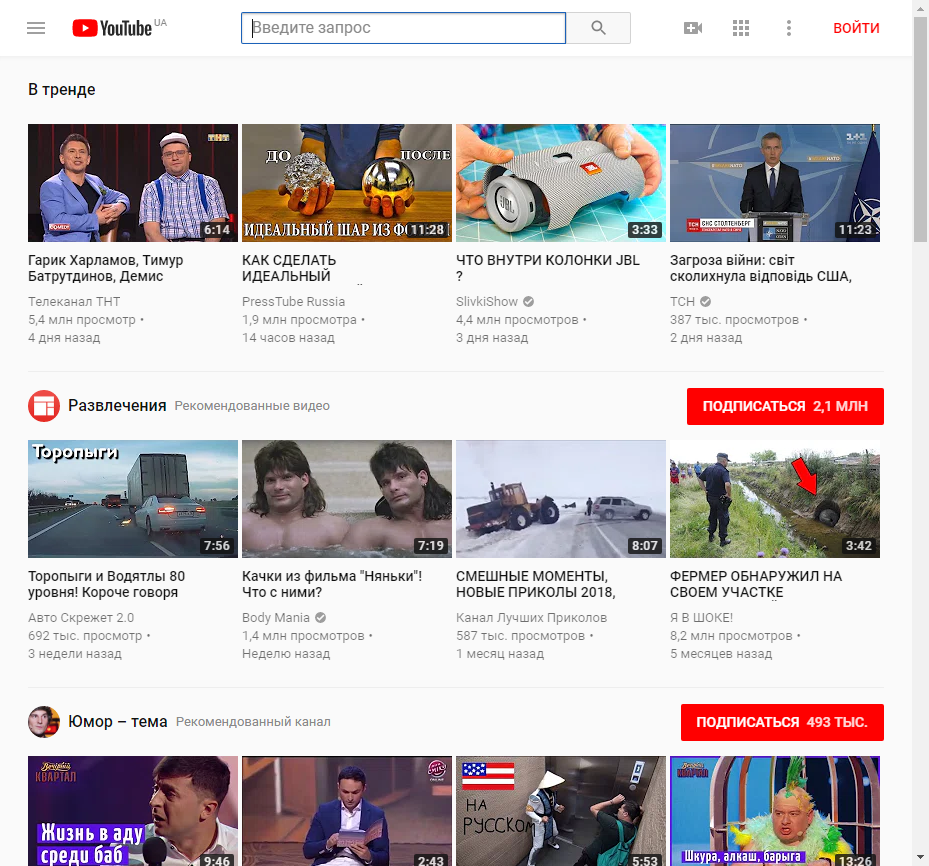 YouTube UA
Введите запрос
ВОЙТИ
В тренде
ТНТ
COMEDY
6:14
ДО
ПОСЛЕ
ИДЕАЛЬНЫЙ ШАР ИЗ
11:28
JBL
3:33
1+1
ТСН
ЄНС СТОЛТЕНБЕРГ
11:23
Гарик Харламов, Тимур
Батрутдинов, Демис
Телеканал ТНТ
5,4 млн просмотр •
4 дня назад
КАК СДЕЛАТЬ
ИДЕАЛЬНЫЙ
PressTube Russia
1,9 млн просмотра •
14 часов назад
ЧТО ВНУТРИ КОЛОНКИ JBL
?
SlivkiShow
4,4 млн просмотров •
3 дня назад
Загроза війни: світ
сколихнула відповідь США,
ТСН
387 тыс. просмотров •
2 дня назад
Развлечения Рекомендованные видео
ПОДПИСАТЬСЯ 2,1 МЛН
Торопыги
7:56
7:19
8:07
3:42
Торопыги и Водятлы 80
уровня! Короче говоря
Авто Скрежет 2.0
692 тыс. просмотр •
3 недели назад
Качки из фильма "Няньки"!
Что с ними?
Body Mania
1,4 млн просмотров •
Неделю назад
СМЕШНЫЕ МОМЕНТЫ,
НОВЫЕ ПРИКОЛЫ 2018,
Канал Лучших Приколов
587 тыс. просмотров •
1 месяц назад
ФЕРМЕР ОБНАРУЖИЛ НА
СВОЕМ УЧАСТКЕ
Я В ШОКЕ!
8,2 млн просмотров •
5 месяцев назад
Юмор – тема Рекомендованный канал
ПОДПИСАТЬСЯ 493 ТЫС.
Вечірній
КВАРТАЛ
Жизнь в аду
среди баб
9:46
2:43
НА
РУССКОМ
5:53
КВАРТАЛ
Шкура, алкаш, барыга
13:26